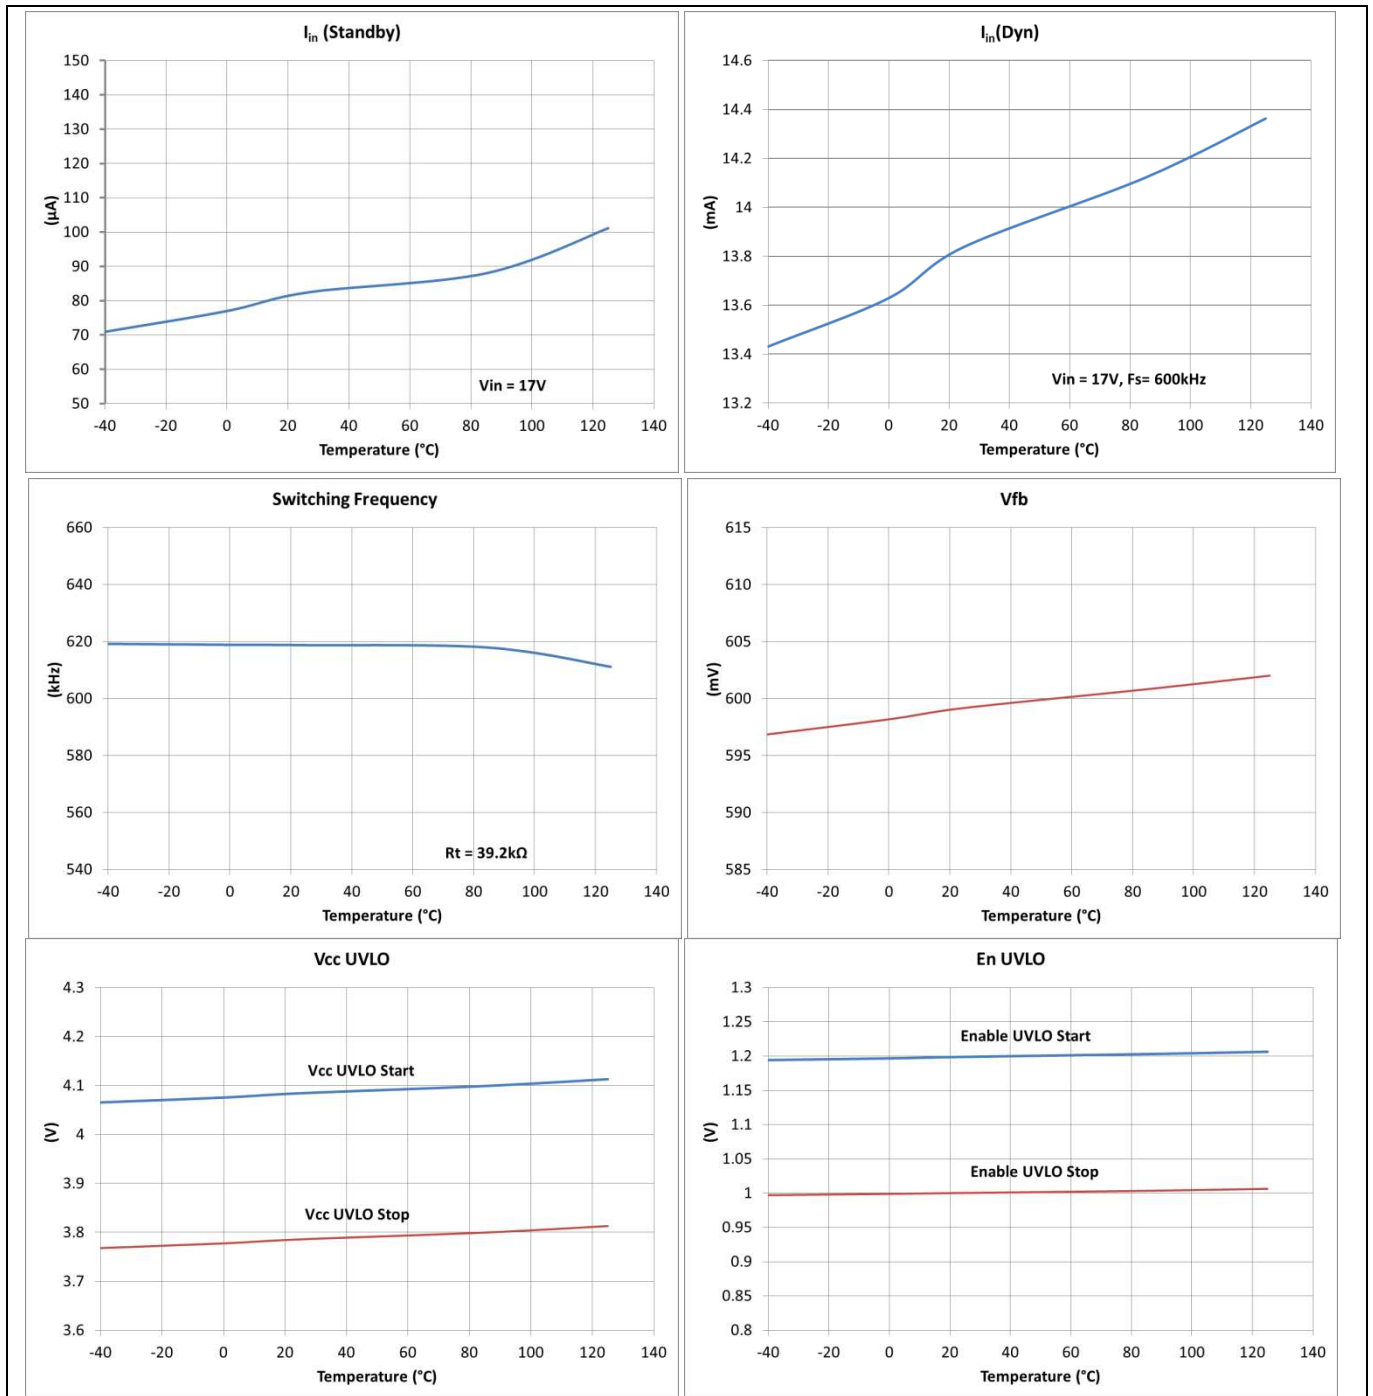 I_in (Standby)
150
140
130
120
110
100
90
80
70
60
50
(µA)
Vin = 17V
-40 -20 0 20 40 60 80 100 120 140
Temperature (°C)
I_in(Dyn)
14.6
14.4
14.2
14
13.8
13.6
13.4
13.2
(mA)
Vin = 17V, Fs= 600kHz
-40 -20 0 20 40 60 80 100 120 140
Temperature (°C)
Switching Frequency
660
640
620
600
580
560
540
(kHz)
Rt = 39.2kΩ
-40 -20 0 20 40 60 80 100 120 140
Temperature (°C)
Vfb
615
610
605
600
595
590
585
(mV)
-40 -20 0 20 40 60 80 100 120 140
Temperature (°C)
Vcc UVLO
4.3
4.2
4.1
4
3.9
3.8
3.7
3.6
(V)
Vcc UVLO Start
Vcc UVLO Stop
-40 -20 0 20 40 60 80 100 120 140
Temperature (°C)
En UVLO
1.3
1.25
1.2
1.15
1.1
1.05
1
0.95
0.9
0.85
0.8
(V)
Enable UVLO Start
Enable UVLO Stop
-40 -20 0 20 40 60 80 100 120 140
Temperature (°C)